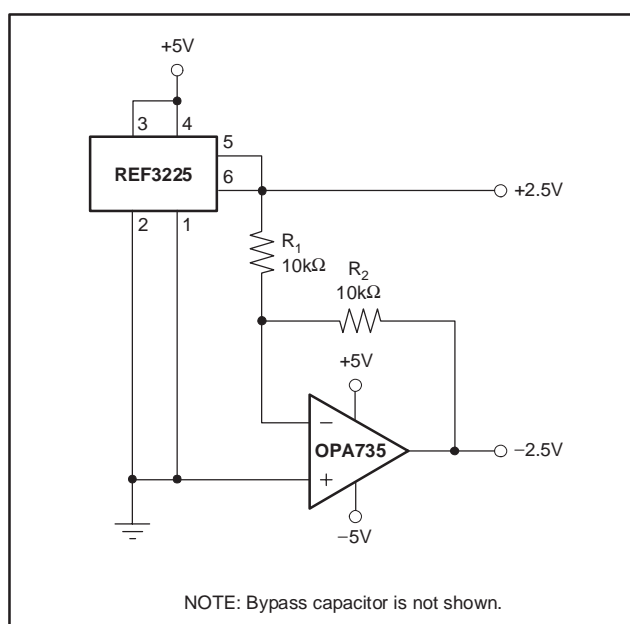 +5V
3 4
REF3225
5
6
2 1
+2.5V
R1
10kΩ
R2
10kΩ
+5V
−
OPA735
+
−2.5V
−5V
NOTE: Bypass capacitor is not shown.